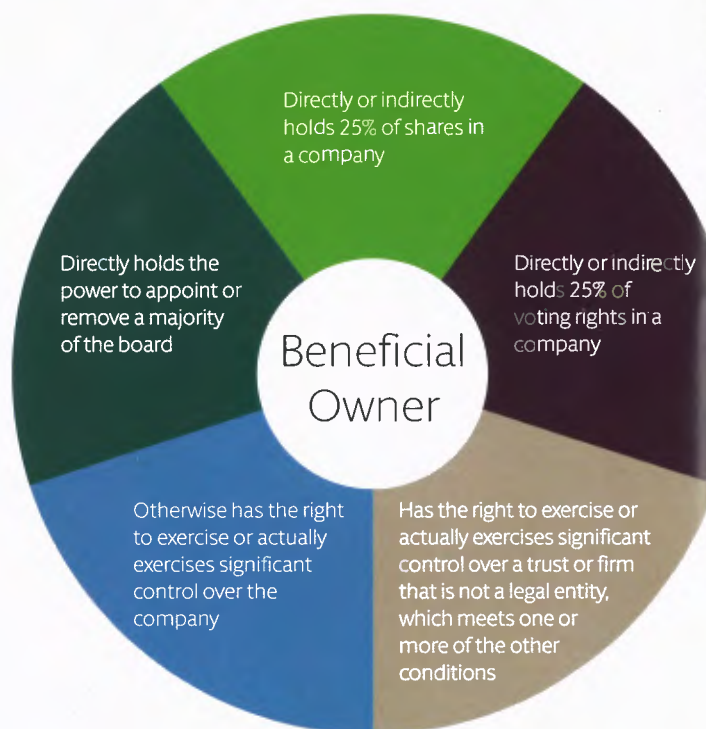 Directly or indirectly
holds 25% of shares in
a company
Directly or indirectly
holds 25% of
voting rights in a
company
Has the right to exercise or
actually exercises significant
control over a trust or firm
that is not a legal entity,
which meets one or
more of the other
conditions
Otherwise has the right
to exercise or actually
exercises significant
control over the
company
Directly holds the
power to appoint or
remove a majority
of the board
Beneficial
Owner